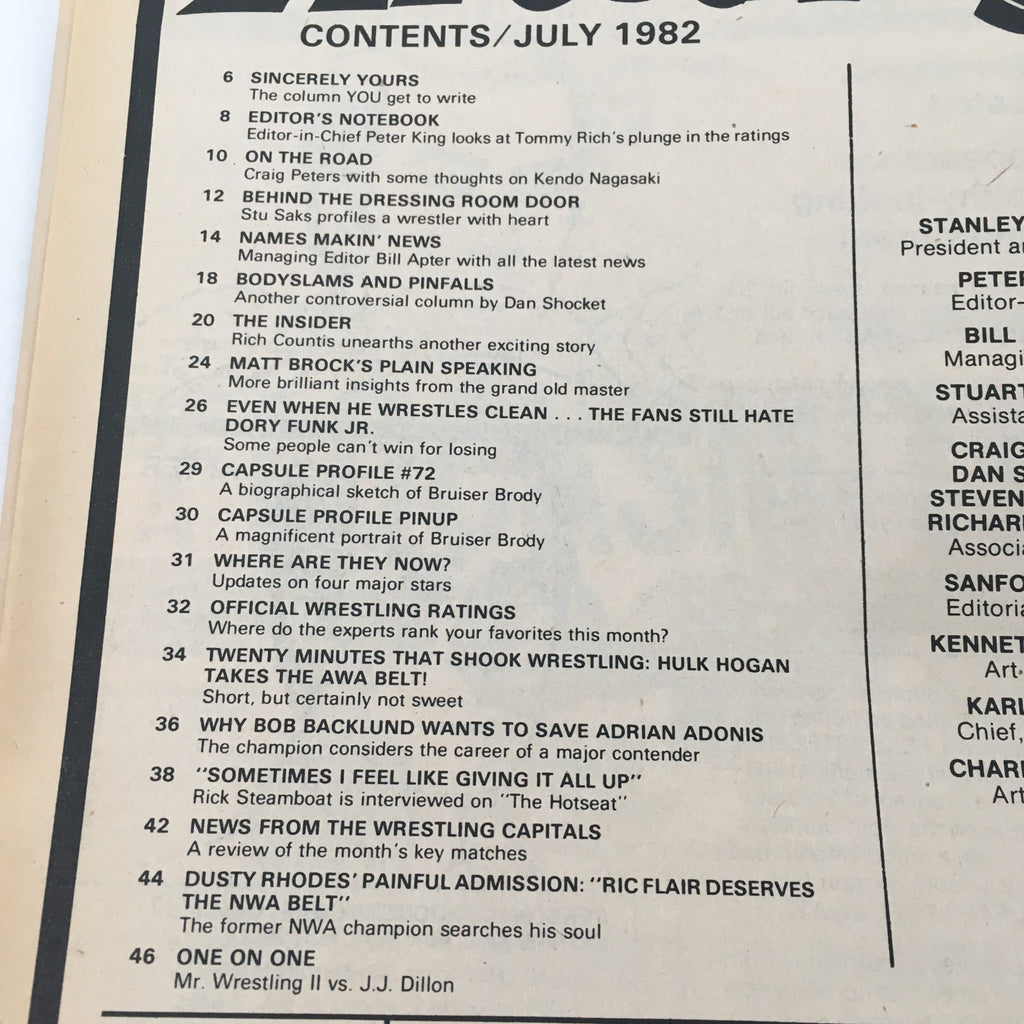 CONTENTS/JULY 1982
6 SINCERELY YOURS
The column YOU get to write
8 EDITOR'S NOTEBOOK
Editor-in-Chief Peter King looks at Tommy Rich's plunge in the ratings
10 ON THE ROAD
Craig Peters with some thoughts on Kendo Nagasaki
12 BEHIND THE DRESSING ROOM DOOR
Stu Saks profiles a wrestler with heart
14 NAMES MAKIN' NEWS
Managing Editor Bill Apter with all the latest news
18 BODYSLAMS AND PINFALLS
Another controversial column by Dan Shocket
20 THE INSIDER
Rich Countis unearths another exciting story
24 MATT BROCK'S PLAIN SPEAKING
More brilliant insights from the grand old master
26 EVEN WHEN HE WRESTLES CLEAN . . . THE FANS STILL HATE
DORY FUNK JR.
Some people can't win for losing
29 CAPSULE PROFILE #72
A biographical sketch of Bruiser Brody
30 CAPSULE PROFILE PINUP
A magnificent portrait of Bruiser Brody
31 WHERE ARE THEY NOW?
Updates on four major stars
32 OFFICIAL WRESTLING RATINGS
Where do the experts rank your favorites this month?
34 TWENTY MINUTES THAT SHOOK WRESTLING: HULK HOGAN
TAKES THE AWA BELT!
Short, but certainly not sweet
36 WHY BOB BACKLUND WANTS TO SAVE ADRIAN ADONIS
The champion considers the career of a major contender
38 "SOMETIMES I FEEL LIKE GIVING IT ALL UP"
Rick Steamboat is interviewed on "The Hotseat"
42 NEWS FROM THE WRESTLING CAPITALS
A review of the month's key matches
44 DUSTY RHODES' PAINFUL ADMISSION: "RIC FLAIR DESERVES
THE NWA BELT"
The former NWA champion searches his soul
46 ONE ON ONE
Mr. Wrestling II vs. J.J. Dillon
STANLEY
President a
PETER
Editor-
BILL
Managi
STUART
Assista
CRAIG
DAN S
STEVEN
RICHAR
Associa
SANFO
Editoria
KENNET
Art
KARL
Chief,
CHAR
Art